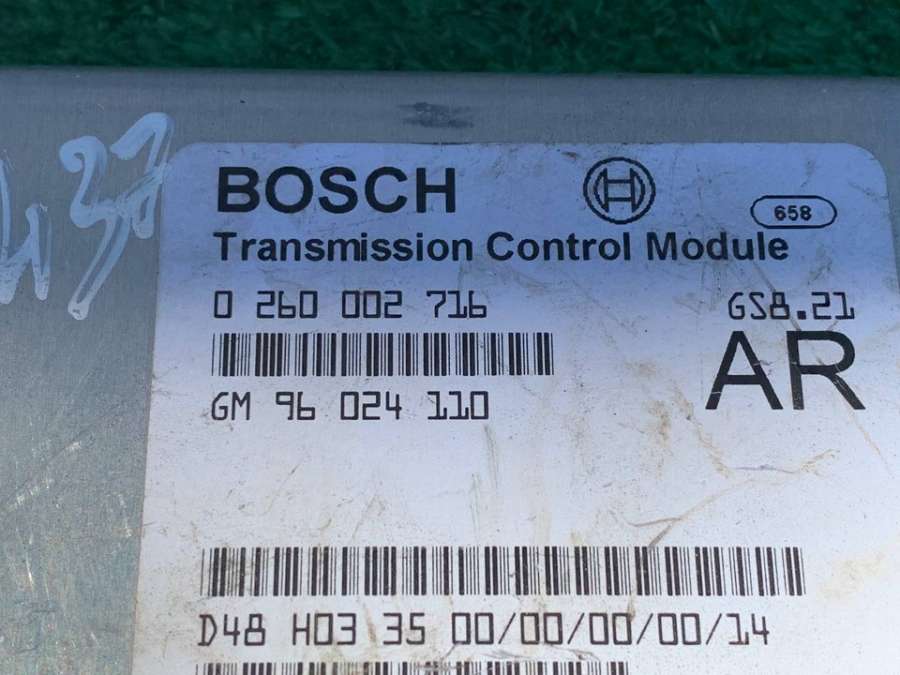 437
BOSCH
658
Transmission Control Module
0 260 002 716
GS8.21
AR
GM 96 024 110
D48 H03 35 00/00/00/00/14